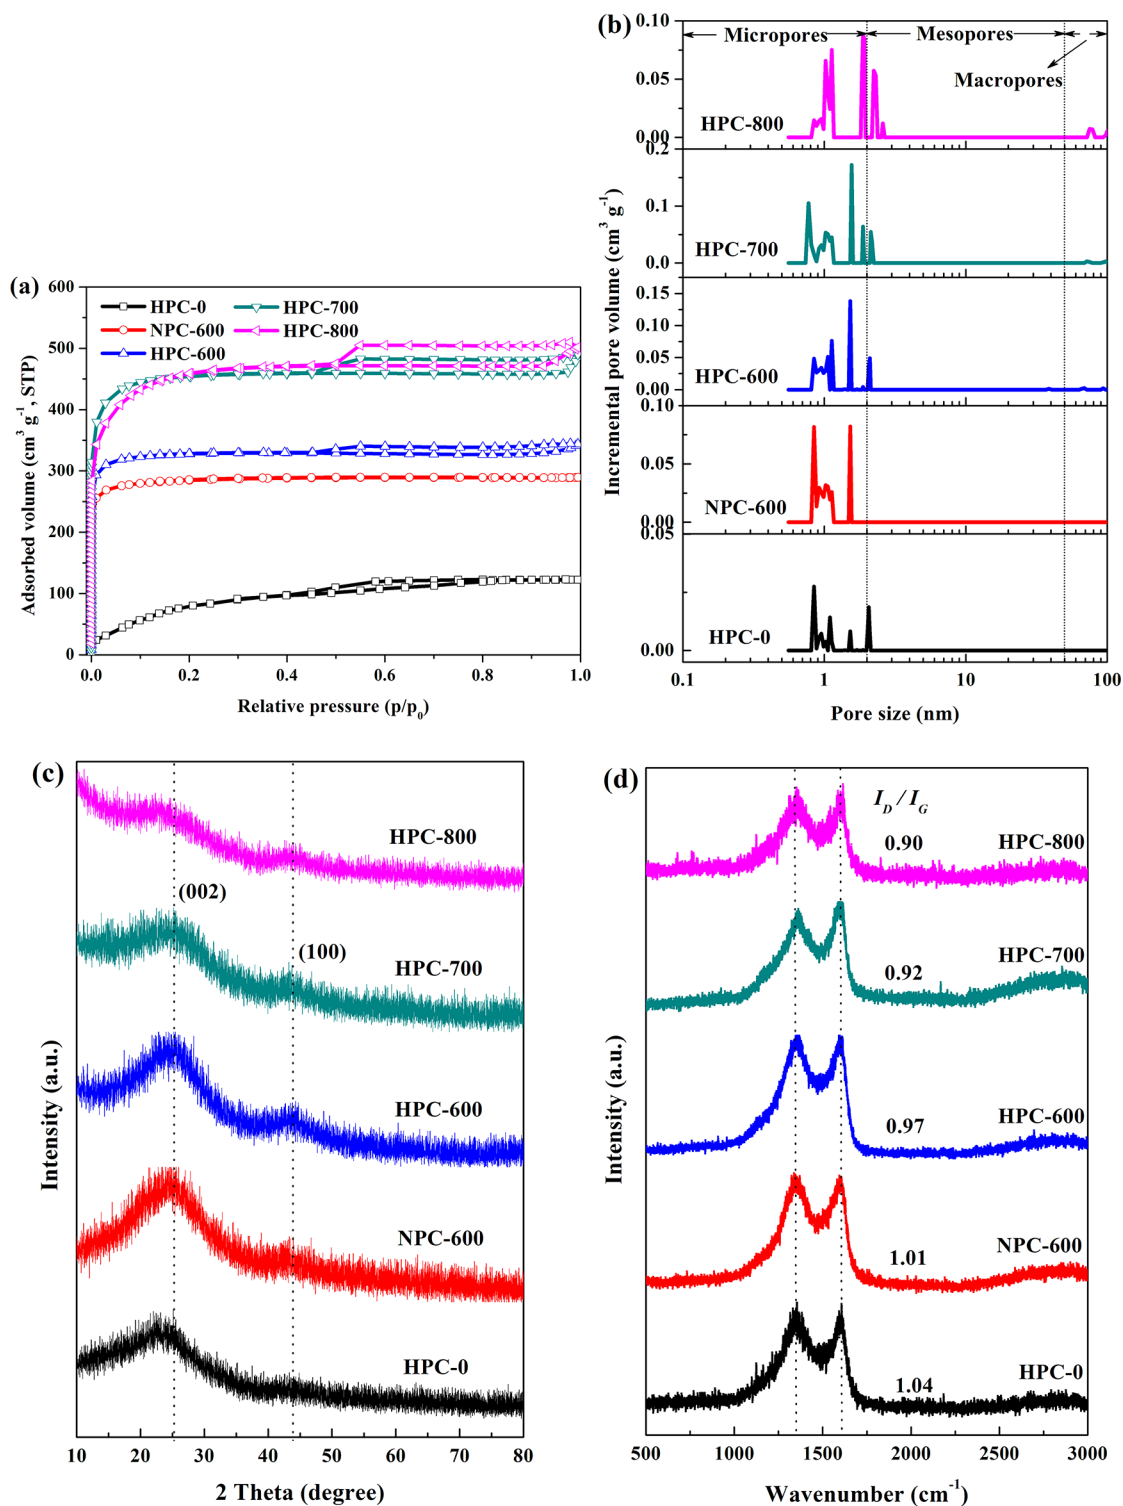 (a)
600
500
400
300
200
100
0
0.0 0.2 0.4 0.6 0.8 1.0
HPC-0
NPC-600
HPC-600
HPC-700
HPC-800
Adsorbed volume (cm³ g⁻¹, STP)
Relative pressure (p/p₀)
(b)
Micropores
Mesopores
Macropores
0.10
0.05
0.00
HPC-800
0.2
0.1
0.0
HPC-700
0.15
0.10
0.05
0.00
HPC-600
0.10
0.05
0.00
NPC-600
0.05
0.00
HPC-0
0.1 1 10 100
Incremental pore volume (cm³ g⁻¹)
Pore size (nm)
(c)
HPC-800
(002)
(100)
HPC-700
HPC-600
NPC-600
HPC-0
10 20 30 40 50 60 70 80
Intensity (a.u.)
2 Theta (degree)
(d)
I_D / I_G
0.90
HPC-800
0.92
HPC-700
0.97
HPC-600
1.01
NPC-600
1.04
HPC-0
500 1000 1500 2000 2500 3000
Intensity (a.u.)
Wavenumber (cm⁻¹)